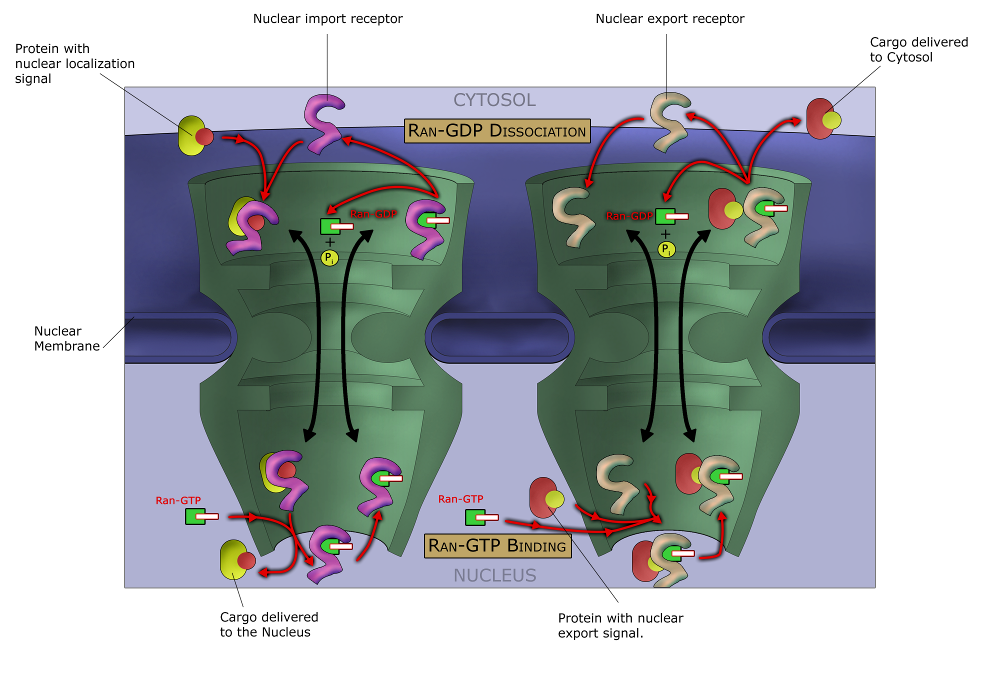 Nuclear import receptor
Nuclear export receptor
Protein with
nuclear localization
signal
Cargo delivered
to Cytosol
CYTOSOL
RAN-GDP DISSOCIATION
Ran-GDP
+
Pi
Ran-GDP
+
Pi
Nuclear
Membrane
Ran-GTP
Ran-GTP
RAN-GTP BINDING
NUCLEUS
Cargo delivered
to the Nucleus
Protein with nuclear
export signal.